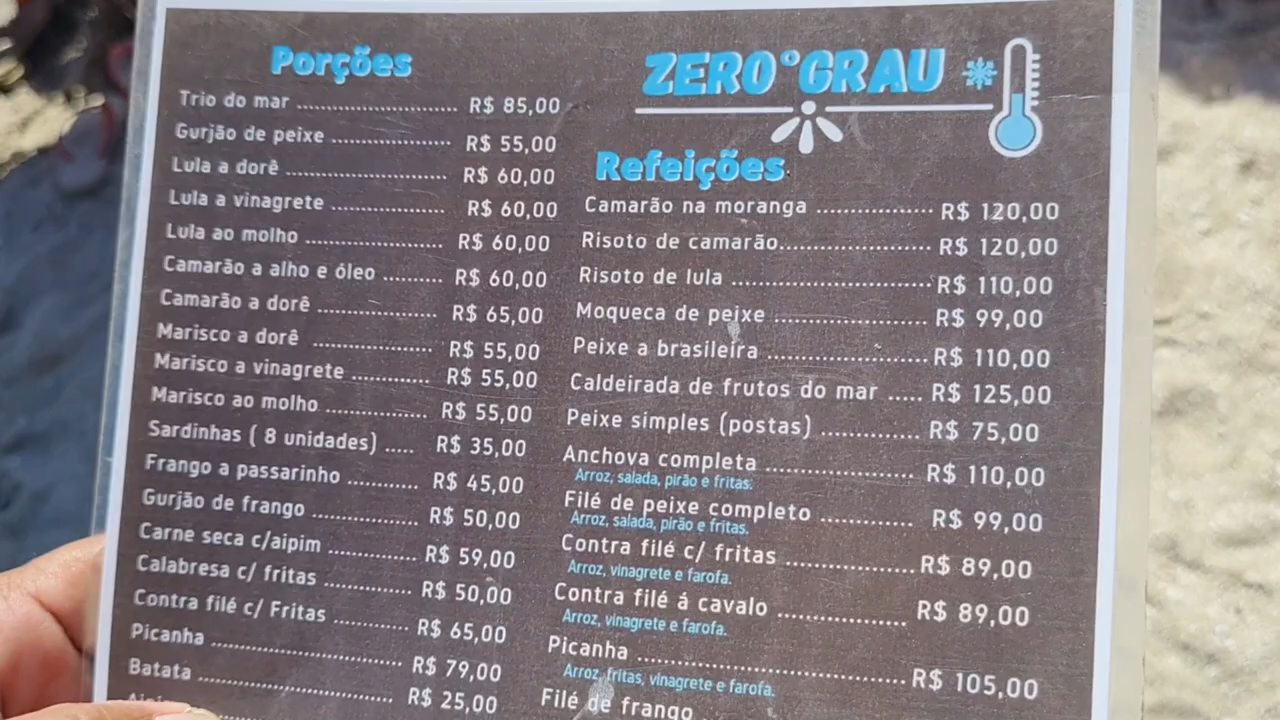 Porções
Trio do mar ........................ R$ 85,00
Gurjão de peixe .................. R$ 55,00
Lula a dorê ........................ R$ 60,00
Lula a vinagrete ................. R$ 60,00
Lula ao molho .................... R$ 60,00
Camarão a alho e óleo ......... R$ 60,00
Camarão a dorê .................. R$ 65,00
Marisco a dorê .................. R$ 55,00
Marisco a vinagrete ............ R$ 55,00
Marisco ao molho ............... R$ 55,00
Sardinhas ( 8 unidades) ..... R$ 35,00
Frango a passarinho ........... R$ 45,00
Gurjão de frango ................ R$ 50,00
Carne seca c/aipim ............. R$ 59,00
Calabresa c/ fritas .............. R$ 50,00
Contra filé c/ Fritas ............ R$ 65,00
Picanha ............................. R$ 79,00
Batata ............................... R$ 25,00
ZERO°GRAU
Refeições
Camarão na moranga ................ R$ 120,00
Risoto de camarão...................... R$ 120,00
Risoto de lula ............................ R$ 110,00
Moqueca de peixe ...................... R$ 99,00
Peixe a brasileira ....................... R$ 110,00
Caldeirada de frutos do mar ..... R$ 125,00
Peixe simples (postas) .............. R$ 75,00
Anchova completa ..................... R$ 110,00
Arroz, salada, pirão e fritas.
Filé de peixe completo ............. R$ 99,00
Arroz, salada, pirão e fritas.
Contra filé c/ fritas .................... R$ 89,00
Arroz, vinagrete e farofa.
Contra filé á cavalo ................... R$ 89,00
Arroz, vinagrete e farofa.
Picanha ..................................... R$ 105,00
Arroz, fritas, vinagrete e farofa.
Filé de frango